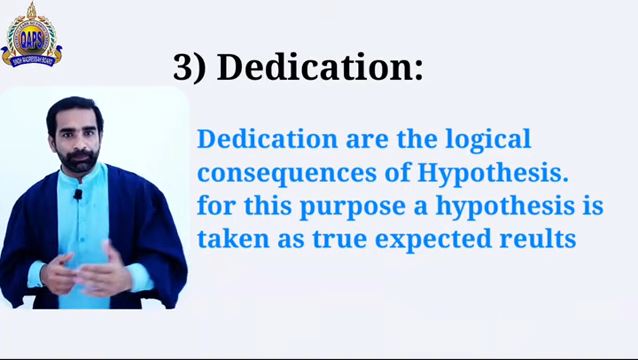 QAPS
3) Dedication:
Dedication are the logical
consequences of Hypothesis.
for this purpose a hypothesis is
taken as true expected reults